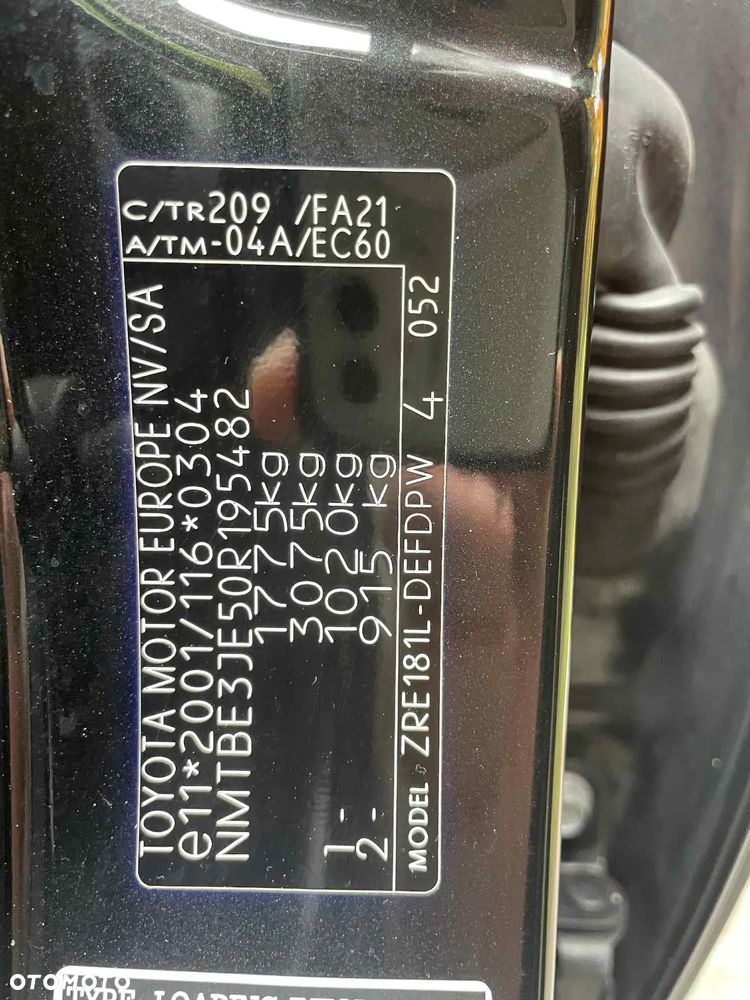 C/TR209 /FA21
A/TM-04A/EC60
TOYOTA MOTOR EUROPE NV/SA
e11*2001/116*0304
NMTBE3JE50R195482
1775kg
3075kg
1- 1020kg
2- 915 kg
MODEL ZRE181L-DEFDPW 4 052
OTOMOTO